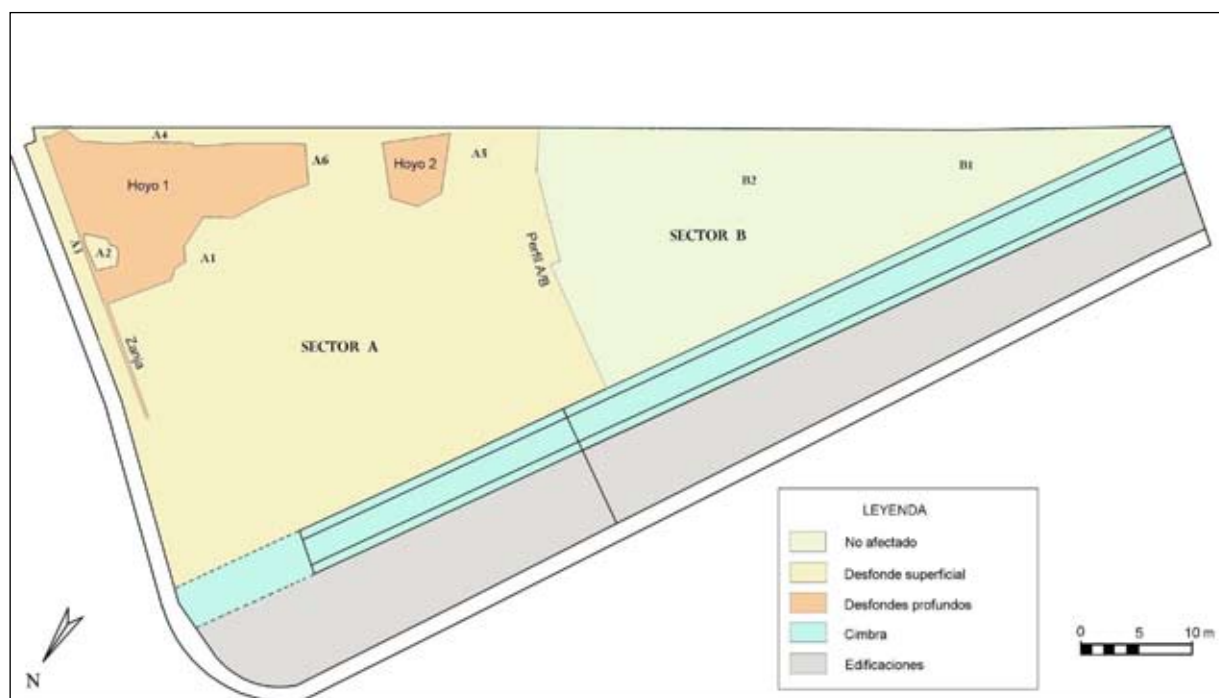 A4
A6
Hoyo 2
A5
Hoyo 1
B2
B1
A3
A2
A1
Perfil A/B
SECTOR B
Zanja
SECTOR A
LEYENDA
No afectado
Desfonde superficial
Desfondes profundos
Cimbra
Edificaciones
0 5 10 m
N